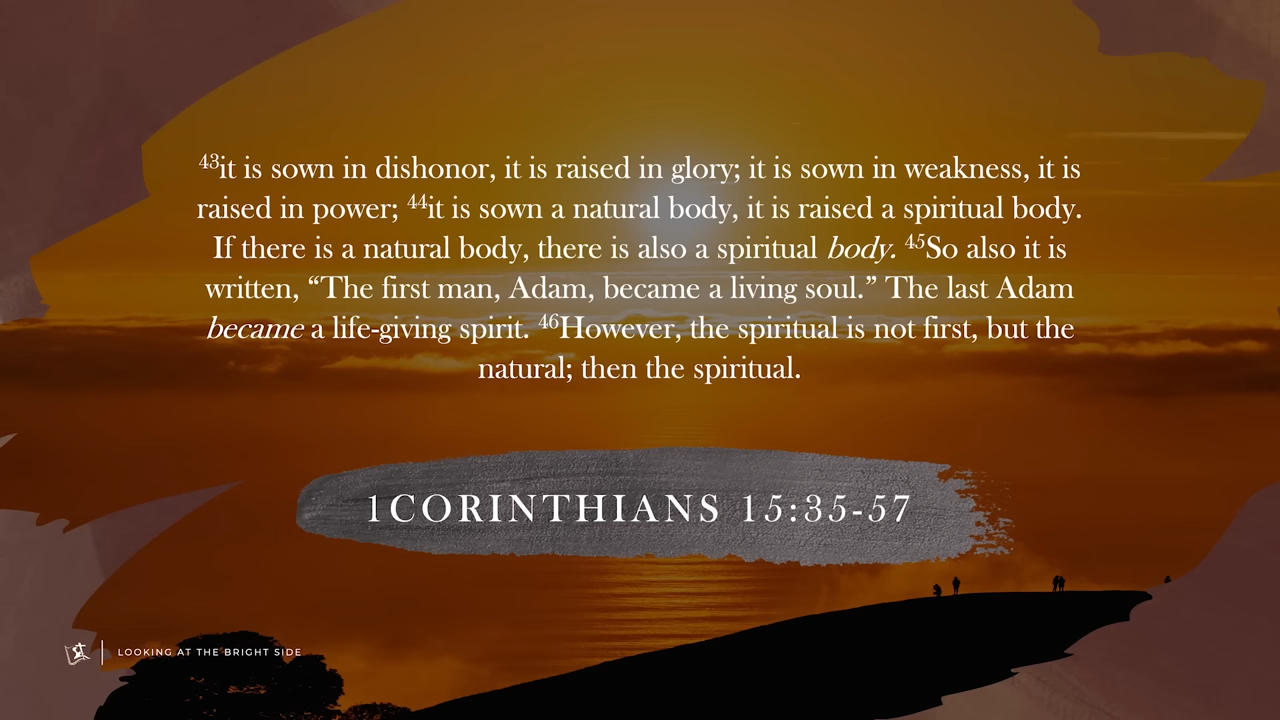 ⁴³it is sown in dishonor, it is raised in glory; it is sown in weakness, it is
raised in power; ⁴⁴it is sown a natural body, it is raised a spiritual body.
If there is a natural body, there is also a spiritual body. ⁴⁵So also it is
written, “The first man, Adam, became a living soul.” The last Adam
became a life-giving spirit. ⁴⁶However, the spiritual is not first, but the
natural; then the spiritual.
1CORINTHIANS 15:35-57
LOOKING AT THE BRIGHT SIDE